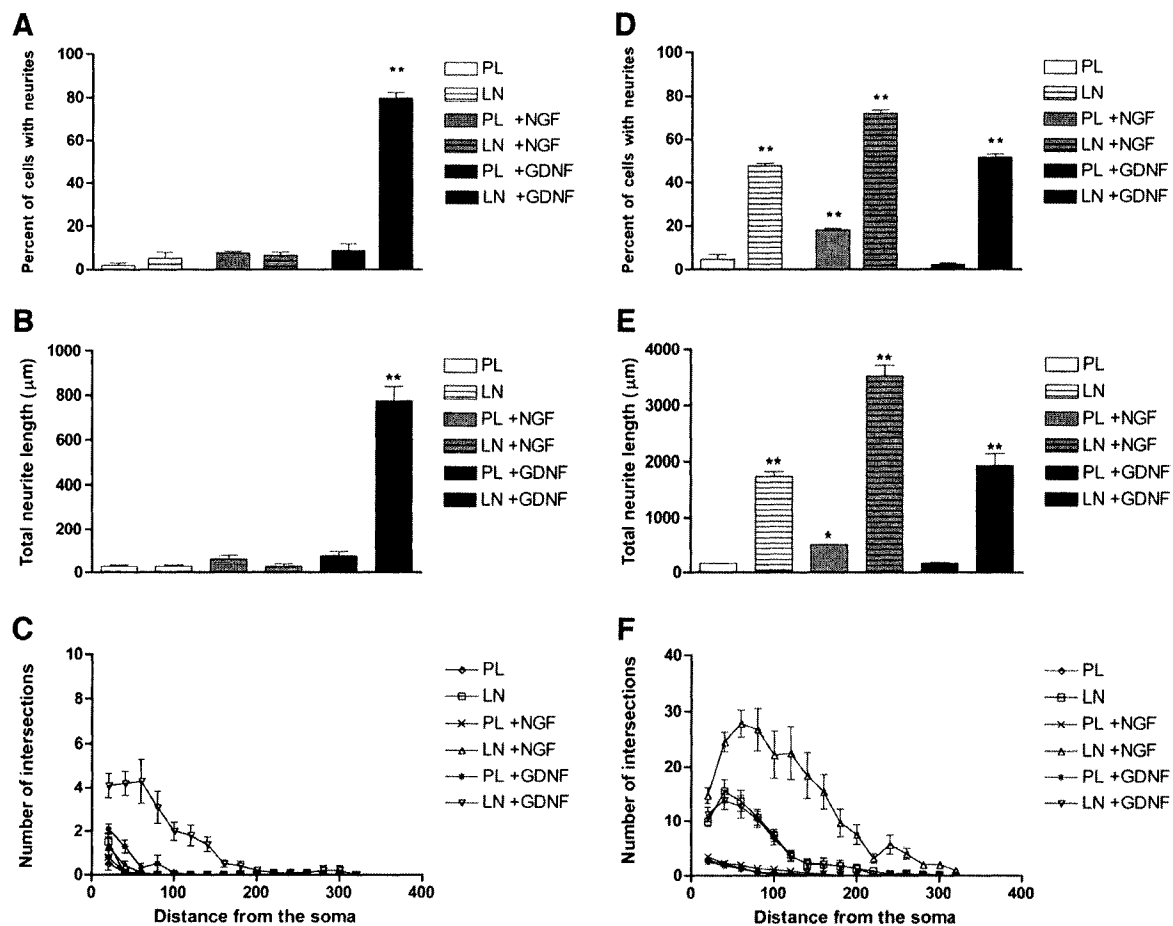 A
Percent of cells with neurites
100
80
60
40
20
0
**
PL
LN
PL +NGF
LN +NGF
PL +GDNF
LN +GDNF
D
Percent of cells with neurites
100
80
60
40
20
0
**
**
**
**
PL
LN
PL +NGF
LN +NGF
PL +GDNF
LN +GDNF
B
Total neurite length (μm)
1000
800
600
400
200
0
**
PL
LN
PL +NGF
LN +NGF
PL +GDNF
LN +GDNF
E
Total neurite length (μm)
4000
3000
2000
1000
0
**
*
**
**
PL
LN
PL +NGF
LN +NGF
PL +GDNF
LN +GDNF
C
Number of intersections
10
8
6
4
2
0
0 100 200 300 400
Distance from the soma
PL
LN
PL +NGF
LN +NGF
PL +GDNF
LN +GDNF
F
Number of intersections
40
30
20
10
0
0 100 200 300 400
Distance from the soma
PL
LN
PL +NGF
LN +NGF
PL +GDNF
LN +GDNF